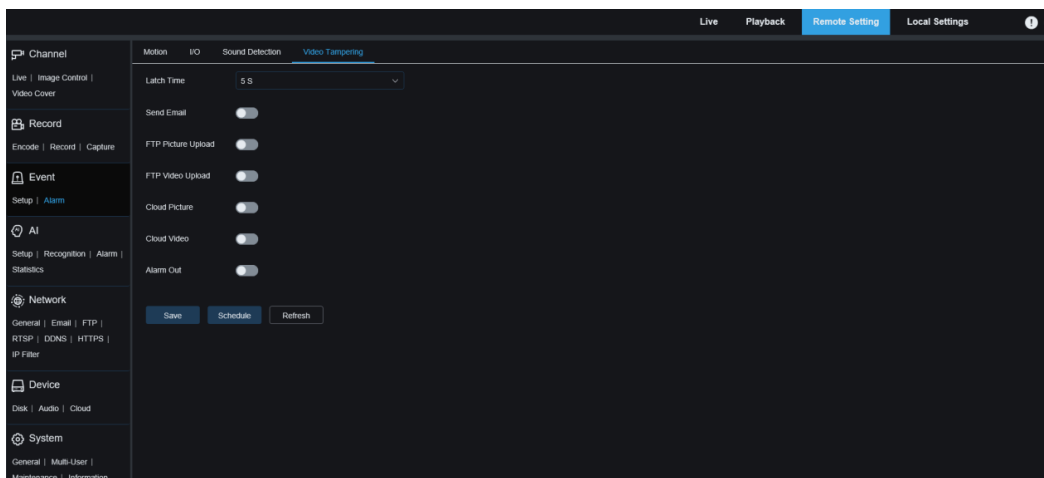 Live Playback Remote Setting Local Settings
Channel
Live | Image Control |
Video Cover
Record
Encode | Record | Capture
Event
Setup | Alarm
AI
Setup | Recognition | Alarm |
Statistics
Network
General | Email | FTP |
RTSP | DDNS | HTTPS |
IP Filter
Device
Disk | Audio | Cloud
System
General | Multi-User |
Maintenance | Information
Motion I/O Sound Detection Video Tampering
Latch Time 5 S
Send Email
FTP Picture Upload
FTP Video Upload
Cloud Picture
Cloud Video
Alarm Out
Save Schedule Refresh